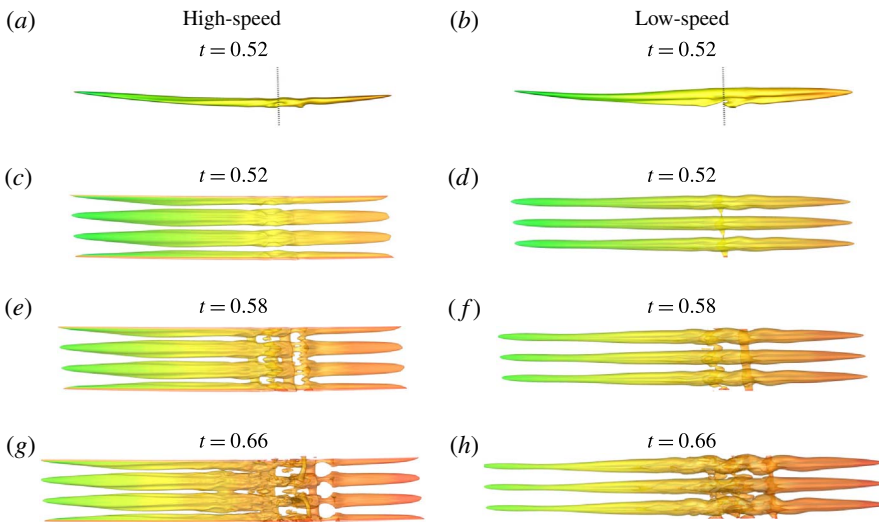 (a) High-speed
t = 0.52
(b) Low-speed
t = 0.52
(c) t = 0.52
(d) t = 0.52
(e) t = 0.58
(f) t = 0.58
(g) t = 0.66
(h) t = 0.66